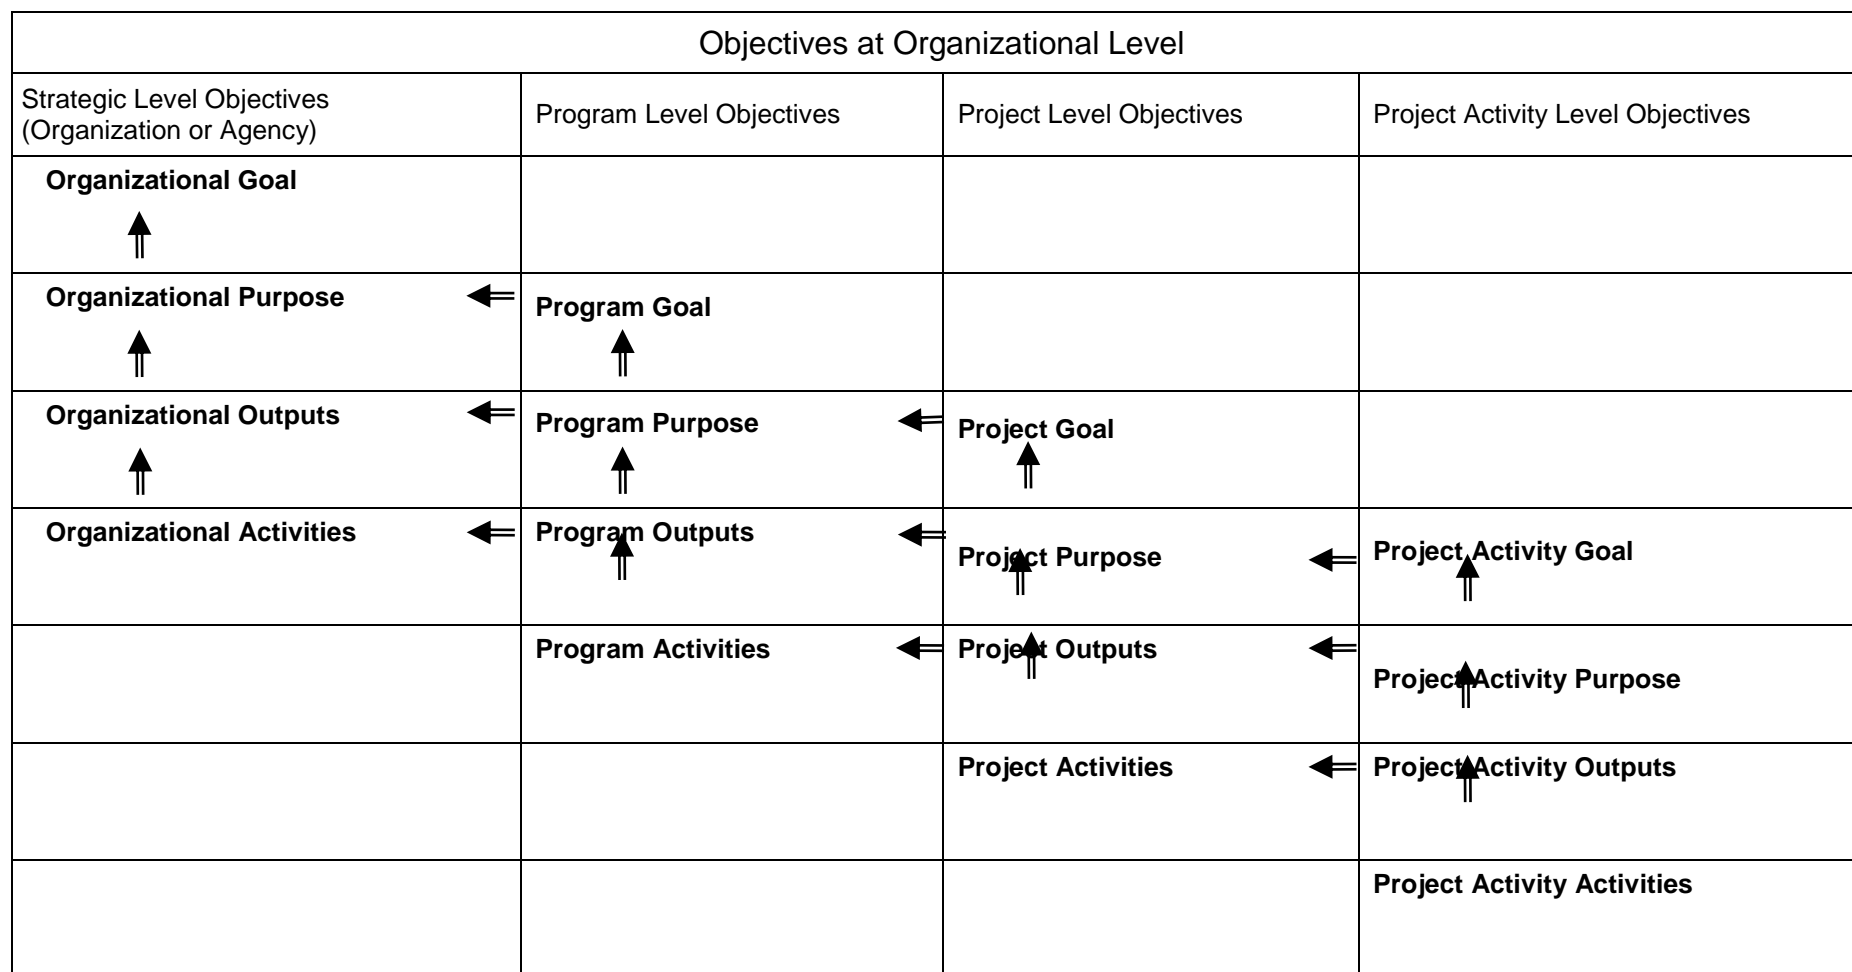 Objectives at Organizational Level
Strategic Level Objectives
(Organization or Agency)
Program Level Objectives
Project Level Objectives
Project Activity Level Objectives
Organizational Goal
Organizational Purpose
Program Goal
Organizational Outputs
Program Purpose
Project Goal
Organizational Activities
Program Outputs
Project Purpose
Project Activity Goal
Program Activities
Project Outputs
Project Activity Purpose
Project Activities
Project Activity Outputs
Project Activity Activities